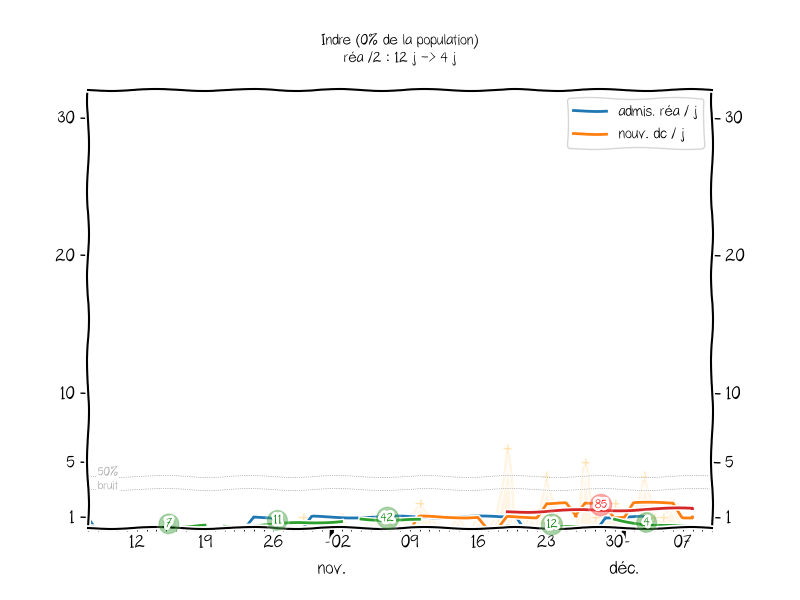 Indre (0% de la population)
réa /2 : 12 j -> 4 j
admis. réa / j
nouv. dc / j
30 30
20 20
10 10
5 5
50%
bruit
1 1
7 11 42 12 85 4
12 19 26 02 09 16 23 30 07
nov. déc.